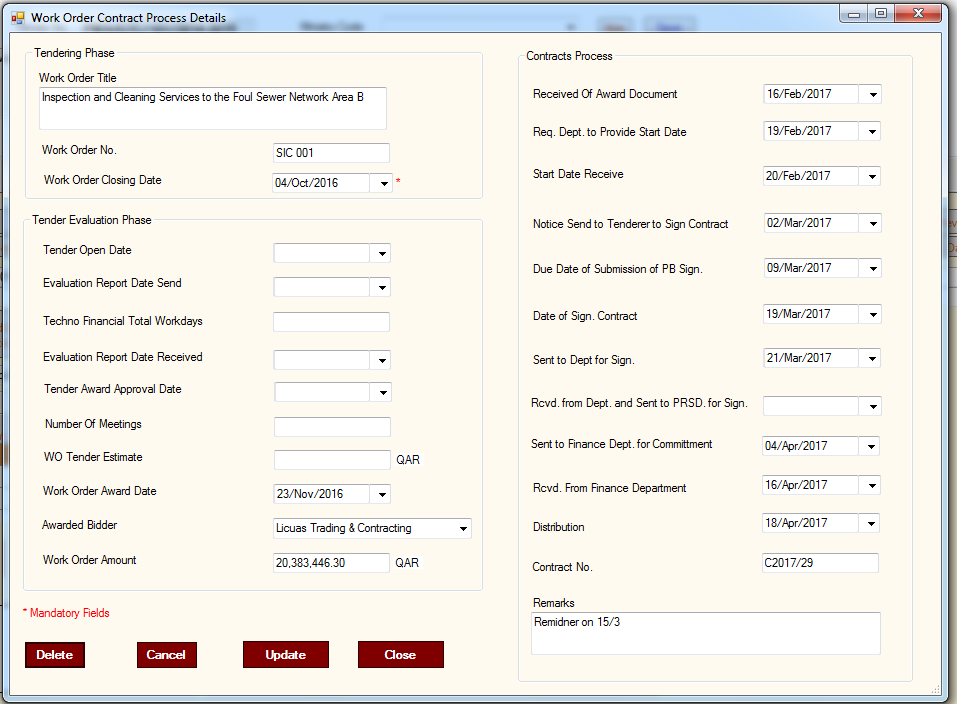 Work Order Contract Process Details
Tendering Phase
Work Order Title
Inspection and Cleaning Services to the Foul Sewer Network Area B
Work Order No.
SIC 001
Work Order Closing Date
04/Oct/2016
*
Tender Evaluation Phase
Tender Open Date
Evaluation Report Date Send
Techno Financial Total Workdays
Evaluation Report Date Received
Tender Award Approval Date
Number Of Meetings
WO Tender Estimate
QAR
Work Order Award Date
23/Nov/2016
Awarded Bidder
Licuas Trading & Contracting
Work Order Amount
20,383,446.30
QAR
* Mandatory Fields
Delete
Cancel
Update
Close
Contracts Process
Received Of Award Document
16/Feb/2017
Req. Dept. to Provide Start Date
19/Feb/2017
Start Date Receive
20/Feb/2017
Notice Send to Tenderer to Sign Contract
02/Mar/2017
Due Date of Submission of PB Sign.
09/Mar/2017
Date of Sign. Contract
19/Mar/2017
Sent to Dept for Sign.
21/Mar/2017
Rcvd. from Dept. and Sent to PRSD. for Sign.
Sent to Finance Dept. for Committment
04/Apr/2017
Rcvd. From Finance Department
16/Apr/2017
Distribution
18/Apr/2017
Contract No.
C2017/29
Remarks
Remidner on 15/3